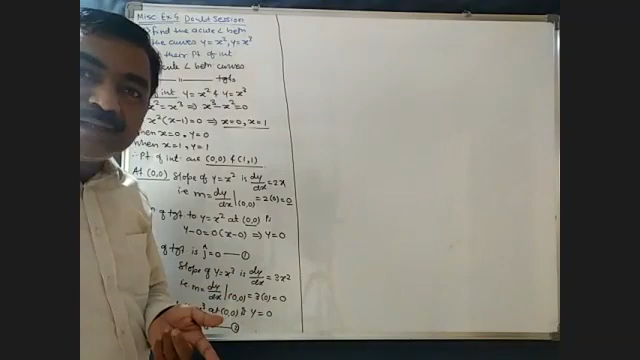 Misc Ex 4 Doubt Session
find the acute ∠ betn
the curves y = x², y = x³
their Pt of int
acute ∠ betn curves
—— " —— tgts
int y = x² & y = x³
x² = x³ ⇒ x³ - x² = 0
x²(x-1) = 0 ⇒ x = 0, x = 1
when x = 0, y = 0
when x = 1, y = 1
∴ Pt of int are (0,0) & (1,1)
At (0,0) Slope of y = x² is dy/dx = 2x
i.e. m = dy/dx |(0,0) = 2(0) = 0
of tgt to y = x² at (0,0) is
y - 0 = 0(x - 0) ⇒ y = 0
of tgt is ĵ = 0 — ①
Slope of y = x³ is dy/dx = 3x²
i.e. m = dy/dx |(0,0) = 3(0) = 0
at (0,0) is y = 0
②